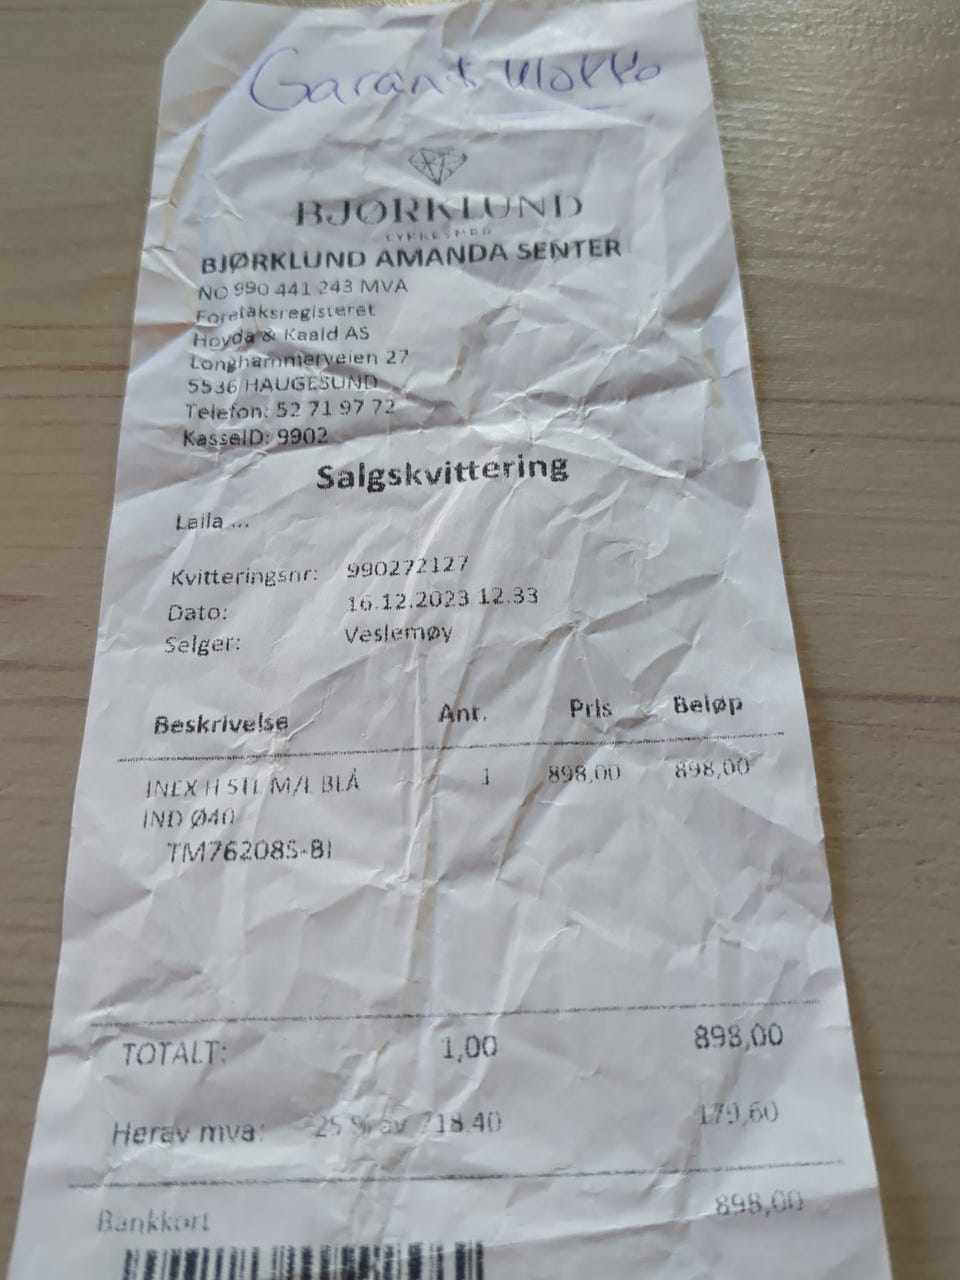 Garant klokke
BJØRKLUND
BJØRKLUND AMANDA SENTER
NO 990 441 243 MVA
Foretaksregisteret
Høyda & Kaald AS
Longhammerveien 27
5536 HAUGESUND
Telefon: 52 71 97 72
KasseID: 9902
Salgskvittering
Laila ...
Kvitteringsnr: 990272127
Dato: 16.12.2023 12.33
Selger: Veslemøy
Beskrivelse Ant. Pris Beløp
INEX H STL M/L BLÅ 1 898,00 898,00
IND Ø40
TM76208S-BI
TOTALT: 1,00 898,00
Herav mva: 25 % av 718,40 179,60
Bankkort 898,00